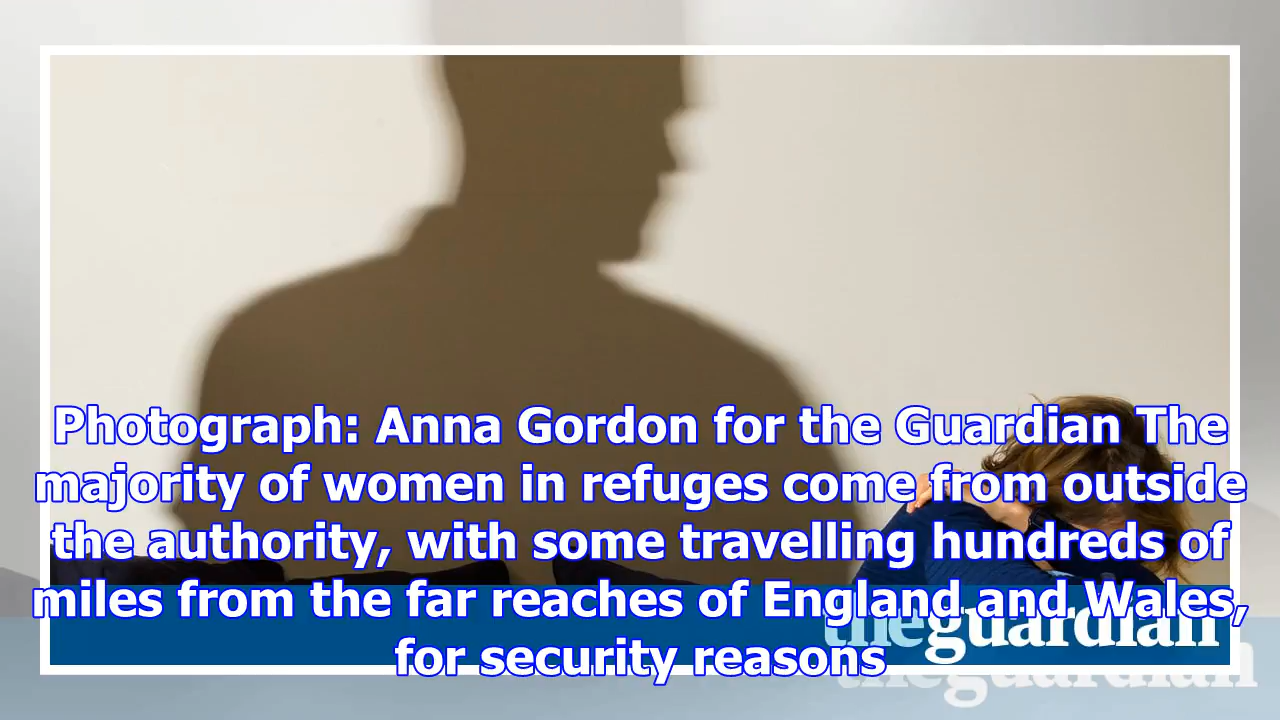 Photograph: Anna Gordon for the Guardian The
majority of women in refuges come from outside
the authority, with some travelling hundreds of
miles from the far reaches of England and Wales,
for security reasons
theguardian
theguardian